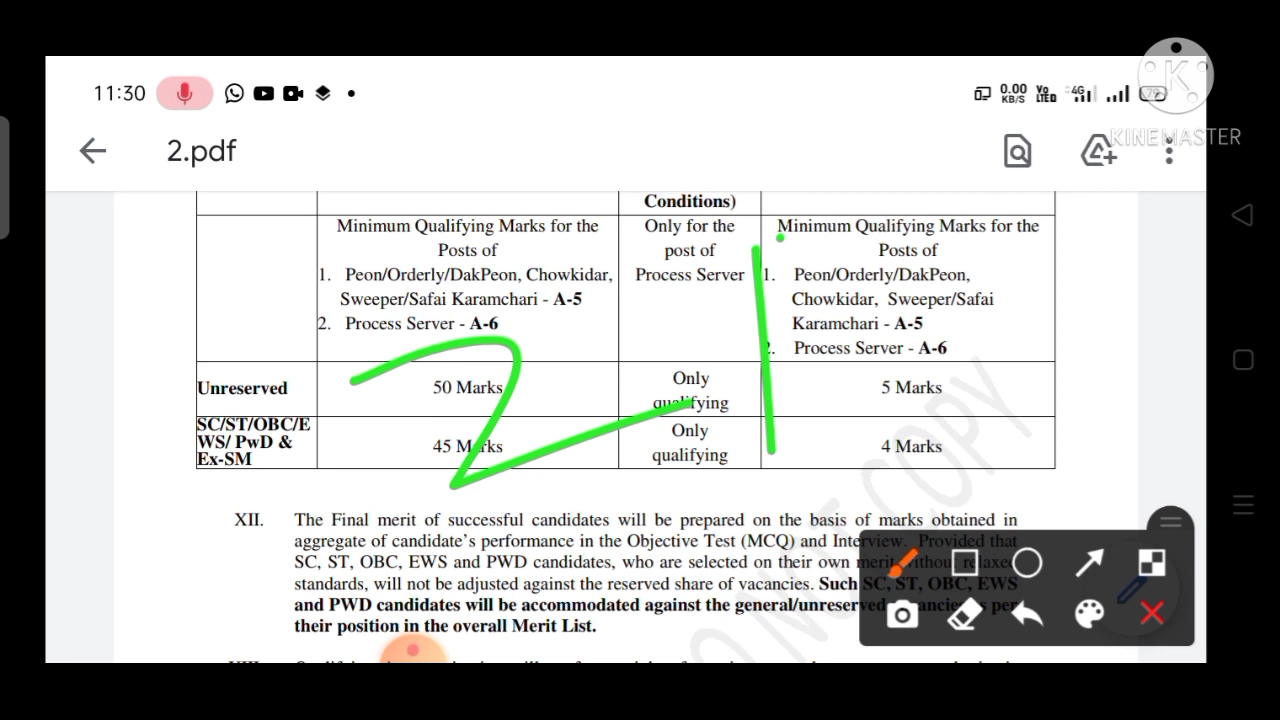 11:30
0.00
KB/S
Vo
LTE
4G
79
KINEMASTER
2.pdf
Conditions)
Minimum Qualifying Marks for the
Posts of
1. Peon/Orderly/DakPeon, Chowkidar,
Sweeper/Safai Karamchari - A-5
2. Process Server - A-6
Only for the
post of
Process Server
Minimum Qualifying Marks for the
Posts of
1. Peon/Orderly/DakPeon,
Chowkidar, Sweeper/Safai
Karamchari - A-5
2. Process Server - A-6
Unreserved
50 Marks
Only
qualifying
5 Marks
SC/ST/OBC/E
WS/ PwD &
Ex-SM
45 Marks
Only
qualifying
4 Marks
21
XII. The Final merit of successful candidates will be prepared on the basis of marks obtained in
aggregate of candidate's performance in the Objective Test (MCQ) and Interview. Provided that
SC, ST, OBC, EWS and PWD candidates, who are selected on their own merit without relaxed
standards, will not be adjusted against the reserved share of vacancies. Such SC, ST, OBC, EWS
and PWD candidates will be accommodated against the general/unreserved vacancies as per
their position in the overall Merit List.
NOT COPY